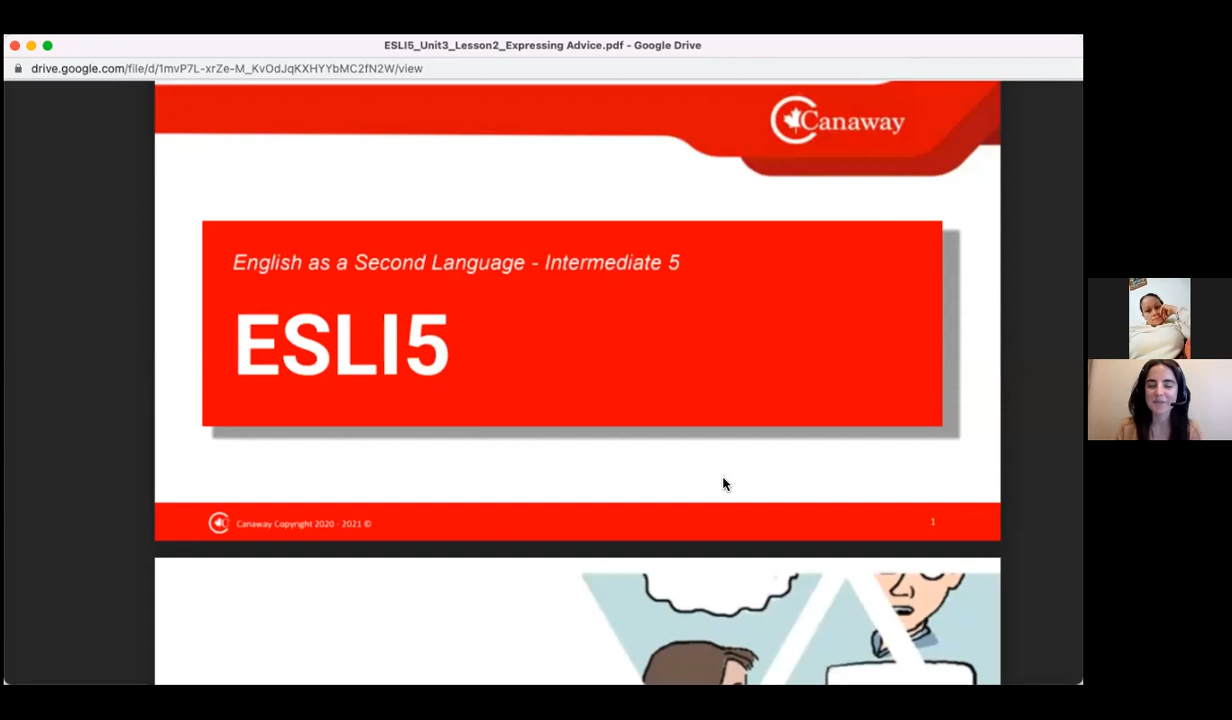 ESLI5_Unit3_Lesson2_Expressing Advice.pdf - Google Drive
drive.google.com/file/d/1mvP7L-xrZe-M_KvOdJqKXHYYbMC2fN2W/view
Canaway
English as a Second Language - Intermediate 5
ESLI5
Canaway Copyright 2020 - 2021 ©
1